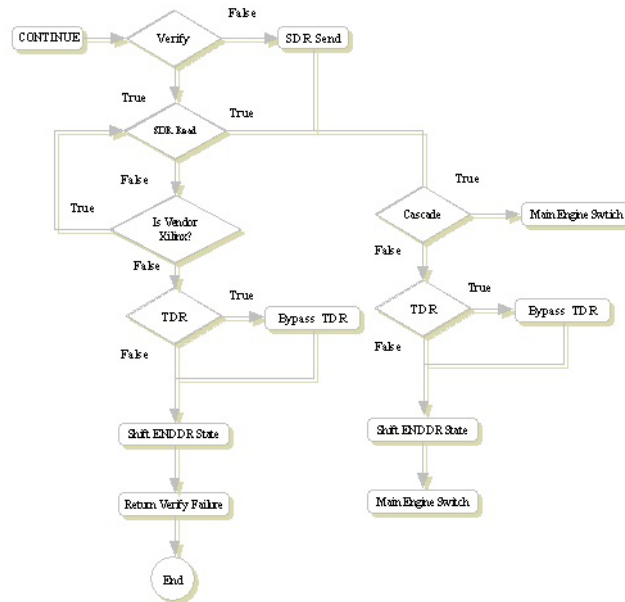 False
CONTINUE
Verify
SDR Send
True
True
SDR Read
False
True
True
Is Vendor
Xilinx?
Cascade
Main Engine Swtich
False
False
True
True
TDR
Bypass TDR
TDR
Bypass TDR
False
False
Shift ENDDR State
Shift ENDDR State
Return Verify Failure
Main Engine Switch
End